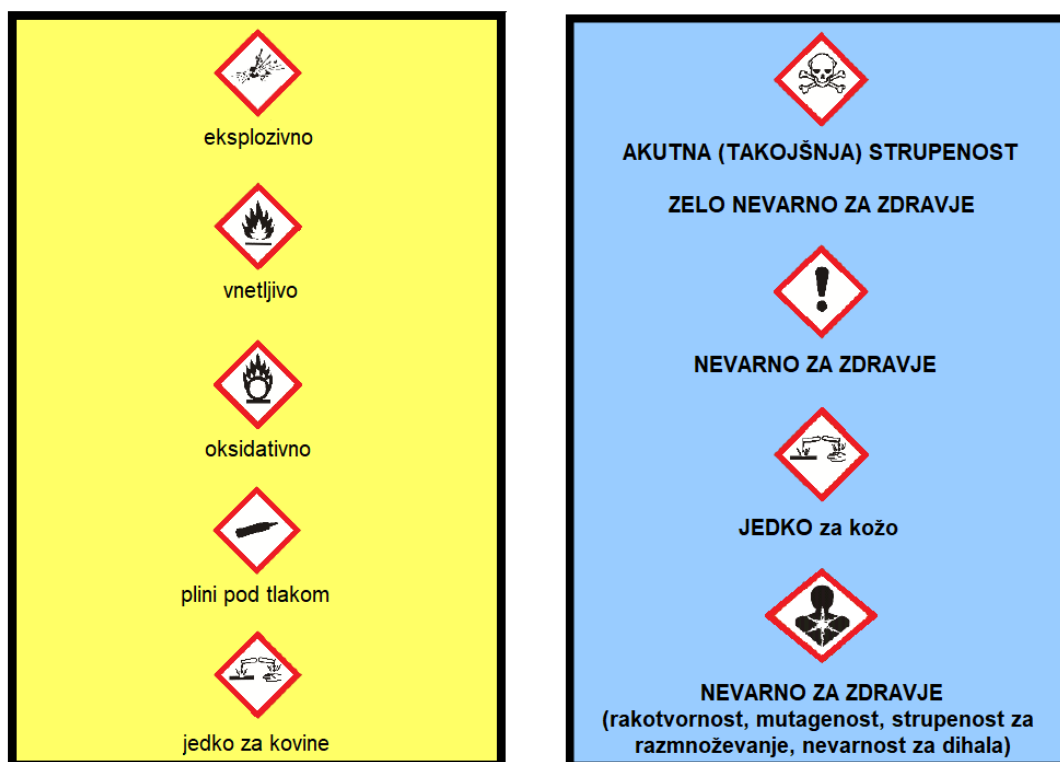 eksplozivno
vnetljivo
oksidativno
plini pod tlakom
jedko za kovine
AKUTNA (TAKOJŠNJA) STRUPENOST
ZELO NEVARNO ZA ZDRAVJE
NEVARNO ZA ZDRAVJE
JEDKO za kožo
NEVARNO ZA ZDRAVJE
(rakotvornost, mutagenost, strupenost za
razmnoževanje, nevarnost za dihala)